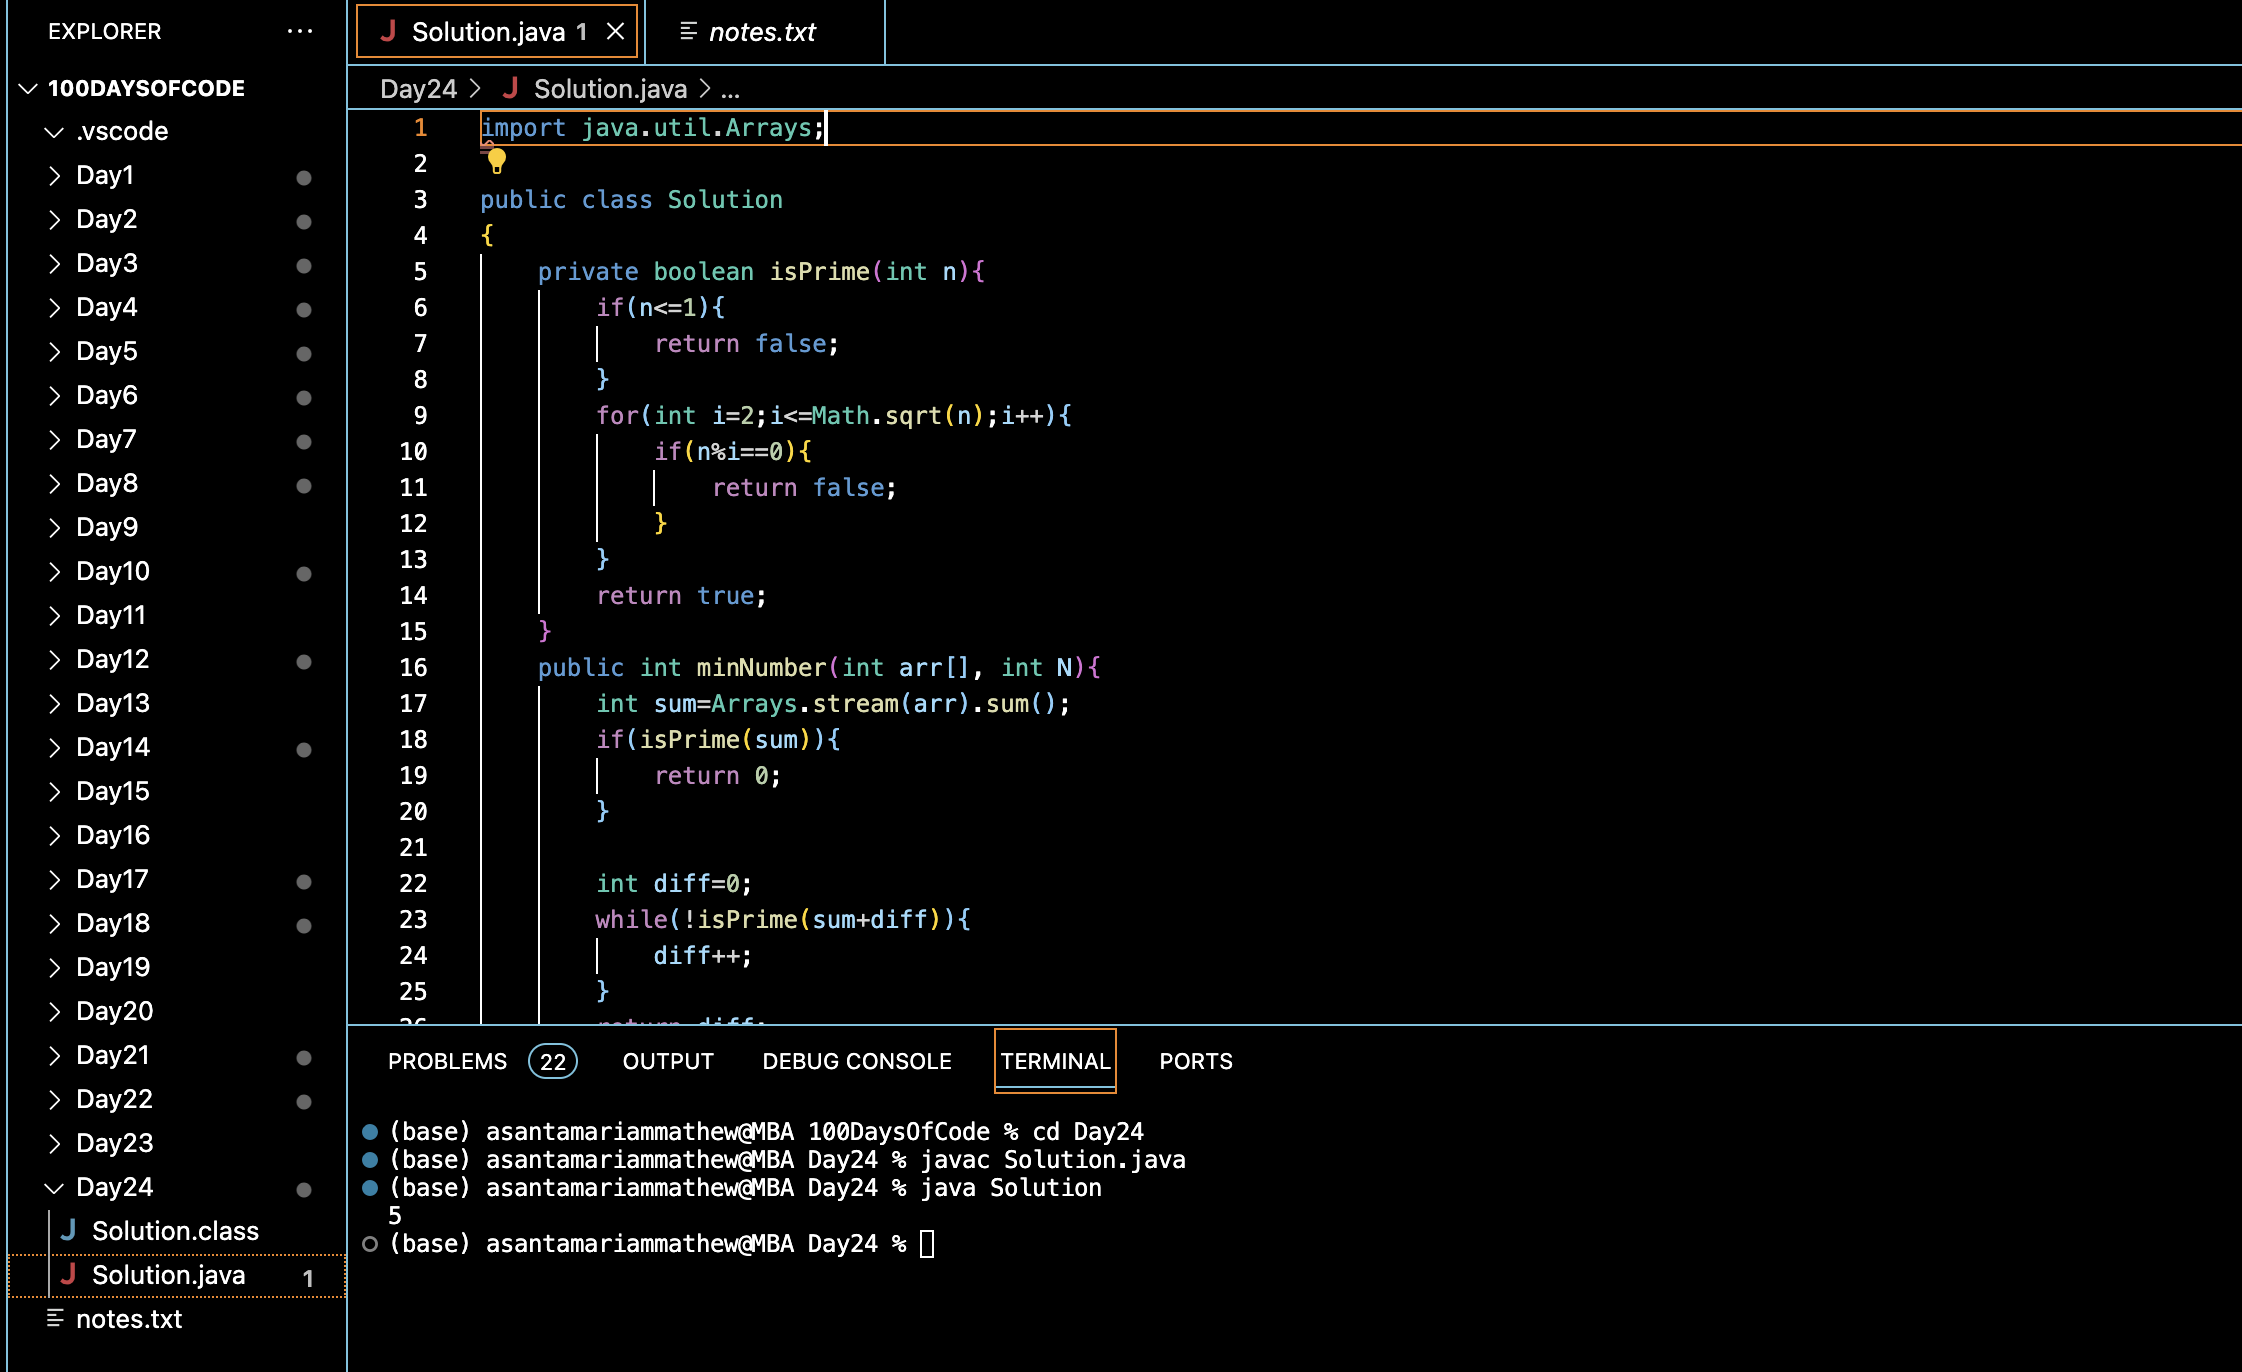 EXPLORER ...
100DAYSOFCODE
.vscode
Day1
Day2
Day3
Day4
Day5
Day6
Day7
Day8
Day9
Day10
Day11
Day12
Day13
Day14
Day15
Day16
Day17
Day18
Day19
Day20
Day21
Day22
Day23
Day24
J Solution.class
J Solution.java 1
notes.txt
J Solution.java 1 ×
notes.txt
Day24 > J Solution.java > ...
1 import java.util.Arrays;
2
3 public class Solution
4 {
5     private boolean isPrime(int n){
6         if(n<=1){
7             return false;
8         }
9         for(int i=2;i<=Math.sqrt(n);i++){
10             if(n%i==0){
11                 return false;
12             }
13         }
14         return true;
15     }
16     public int minNumber(int arr[], int N){
17         int sum=Arrays.stream(arr).sum();
18         if(isPrime(sum)){
19             return 0;
20         }
21
22         int diff=0;
23         while(!isPrime(sum+diff)){
24             diff++;
25         }
26         return diff;
PROBLEMS 22 OUTPUT DEBUG CONSOLE TERMINAL PORTS
(base) asantamariammathew@MBA 100DaysOfCode % cd Day24
(base) asantamariammathew@MBA Day24 % javac Solution.java
(base) asantamariammathew@MBA Day24 % java Solution
5
(base) asantamariammathew@MBA Day24 %